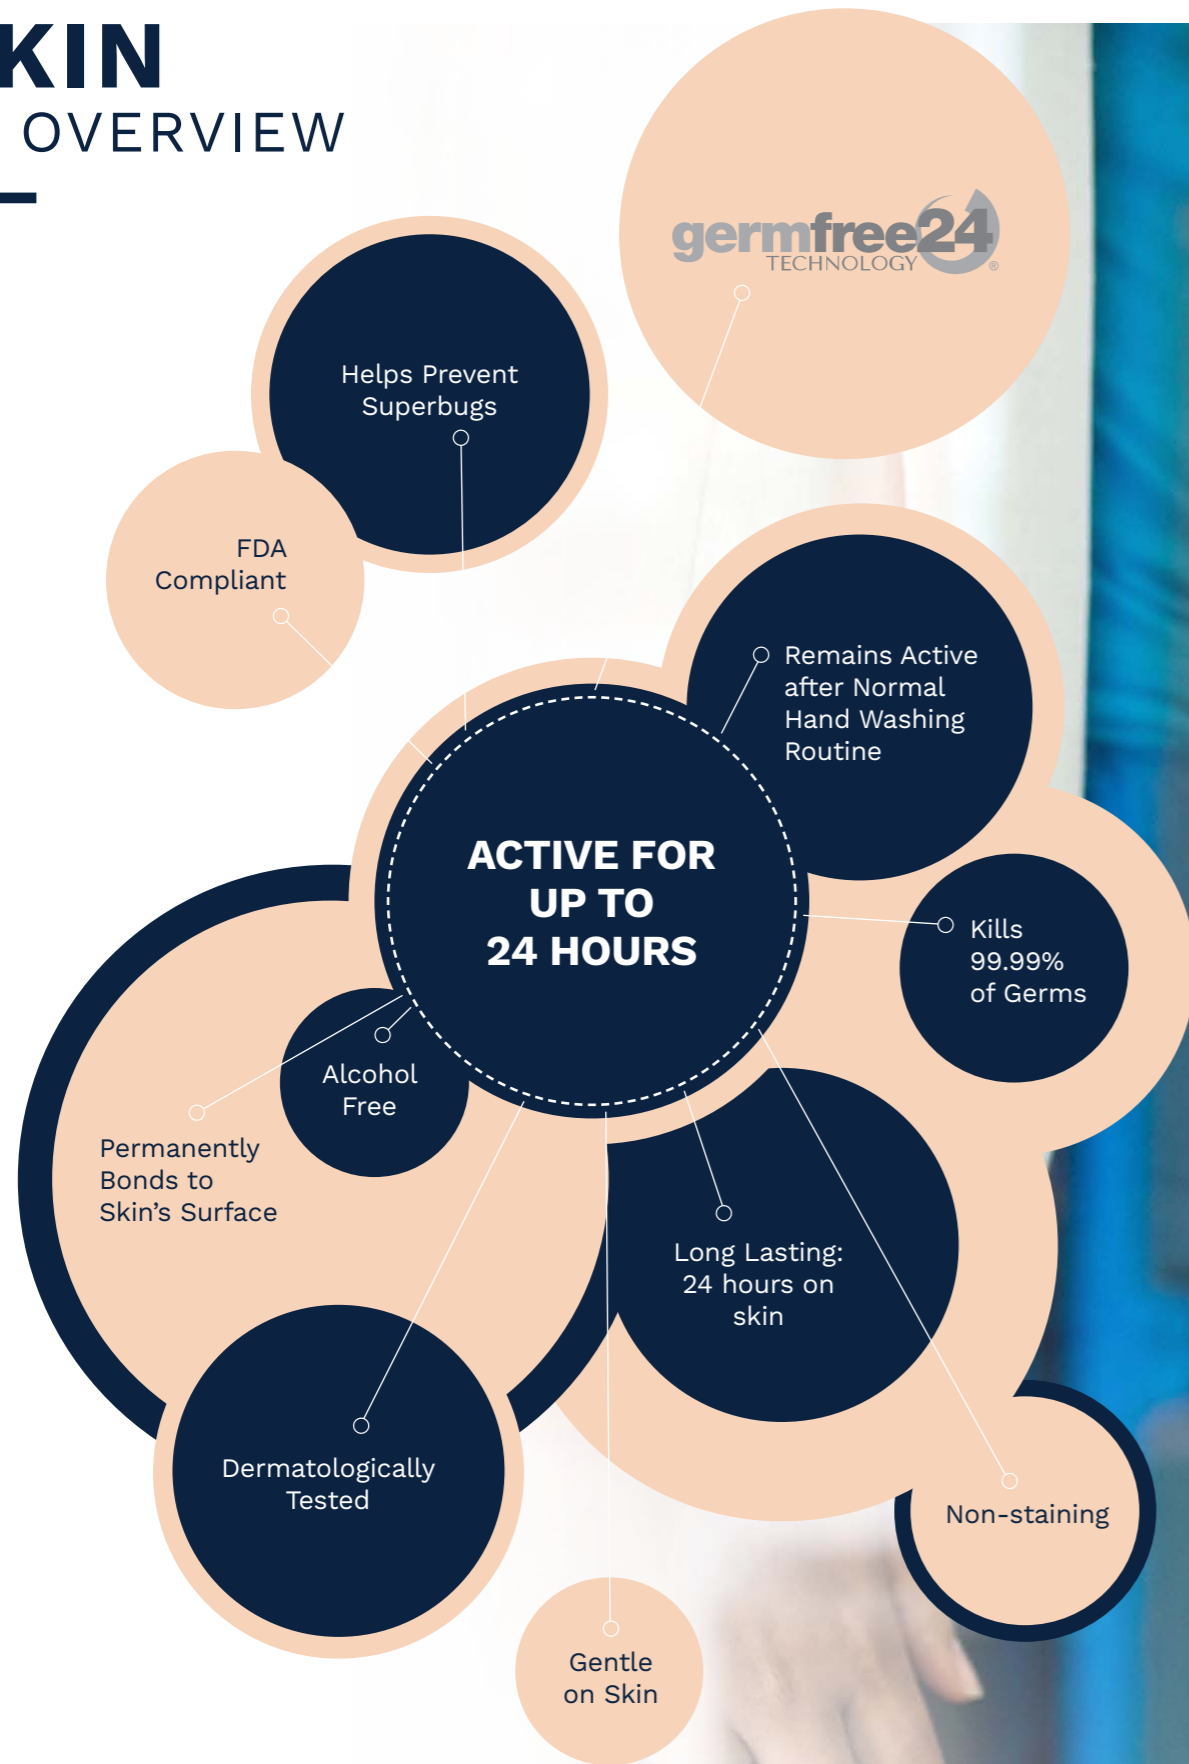 KIN
OVERVIEW
germfree24
TECHNOLOGY
®
Helps Prevent
Superbugs
FDA
Compliant
Remains Active
after Normal
Hand Washing
Routine
ACTIVE FOR
UP TO
24 HOURS
Kills
99.99%
of Germs
Alcohol
Free
Permanently
Bonds to
Skin’s Surface
Long Lasting:
24 hours on
skin
Dermatologically
Tested
Non-staining
Gentle
on Skin